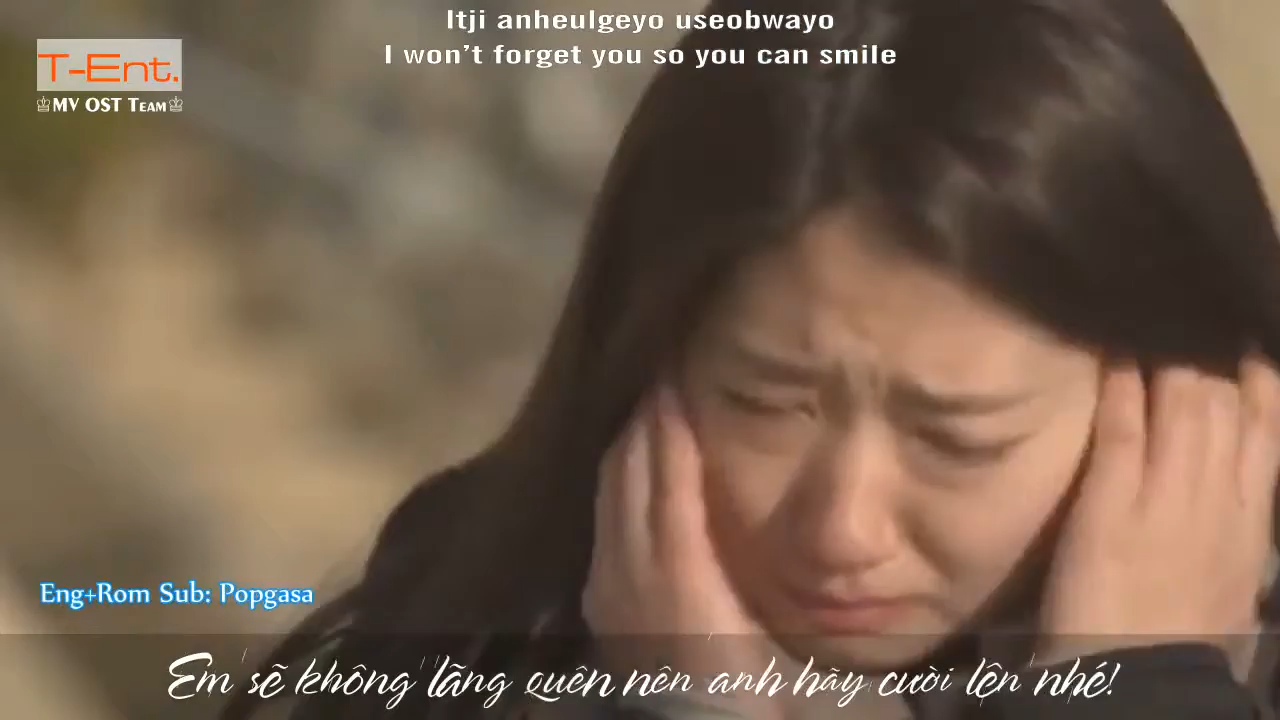 Itji anheulgeyo useobwayo
I won't forget you so you can smile
T-Ent.
♔MV OST Team♔
Eng+Rom Sub: Popgasa
Em sẽ không lãng quên nên anh hãy cười lên nhé!